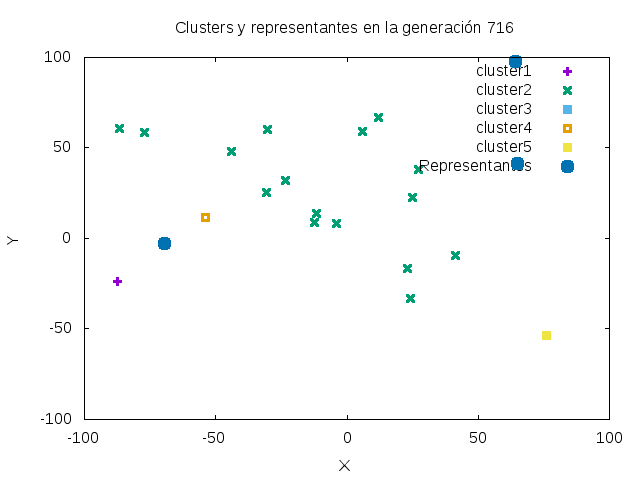 Clusters y representantes en la generación 716
100
50
0
-50
-100
-100
-50
0
50
100
Y
X
cluster1
cluster2
cluster3
cluster4
cluster5
Representantes